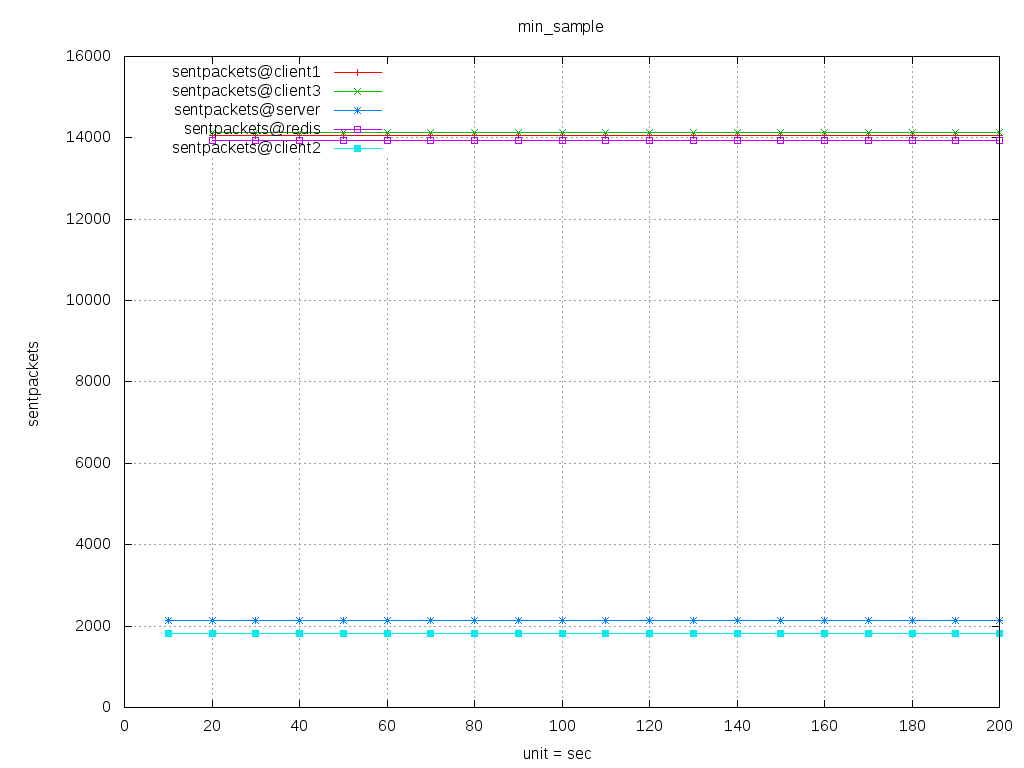 min_sample
16000
14000
12000
10000
8000
6000
4000
2000
0
sentpackets
sentpackets@client1
sentpackets@client3
sentpackets@server
sentpackets@redis
sentpackets@client2
0 20 40 60 80 100 120 140 160 180 200
unit = sec